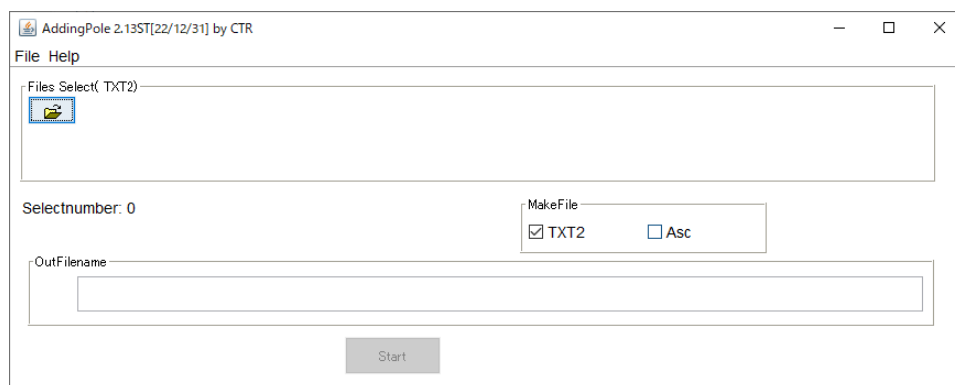 AddingPole 2.13ST[22/12/31] by CTR
File Help
Files Select( TXT2)
Selectnumber: 0
MakeFile
TXT2 Asc
OutFilename
Start